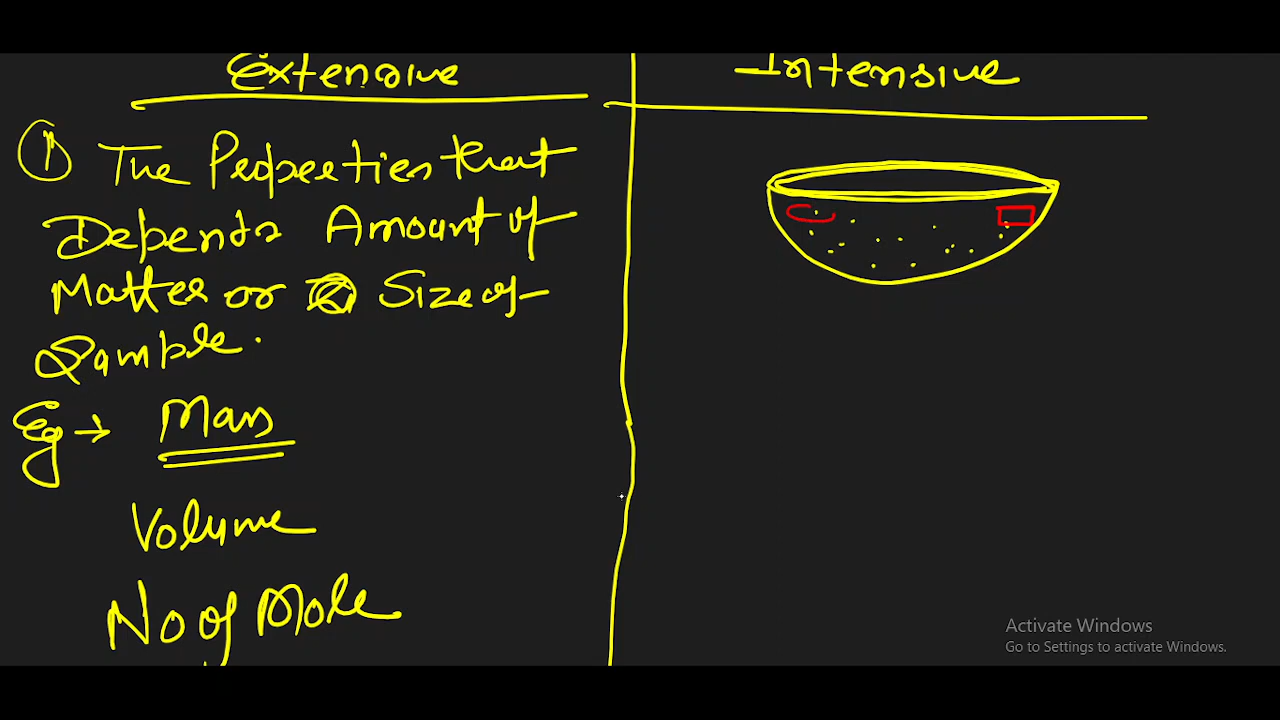 Extensive
Intensive
① The Properties that
Depends Amount of
Matter or Size of
Sample.
Eg → Mass
Volume
No of Mole
Activate Windows
Go to Settings to activate Windows.